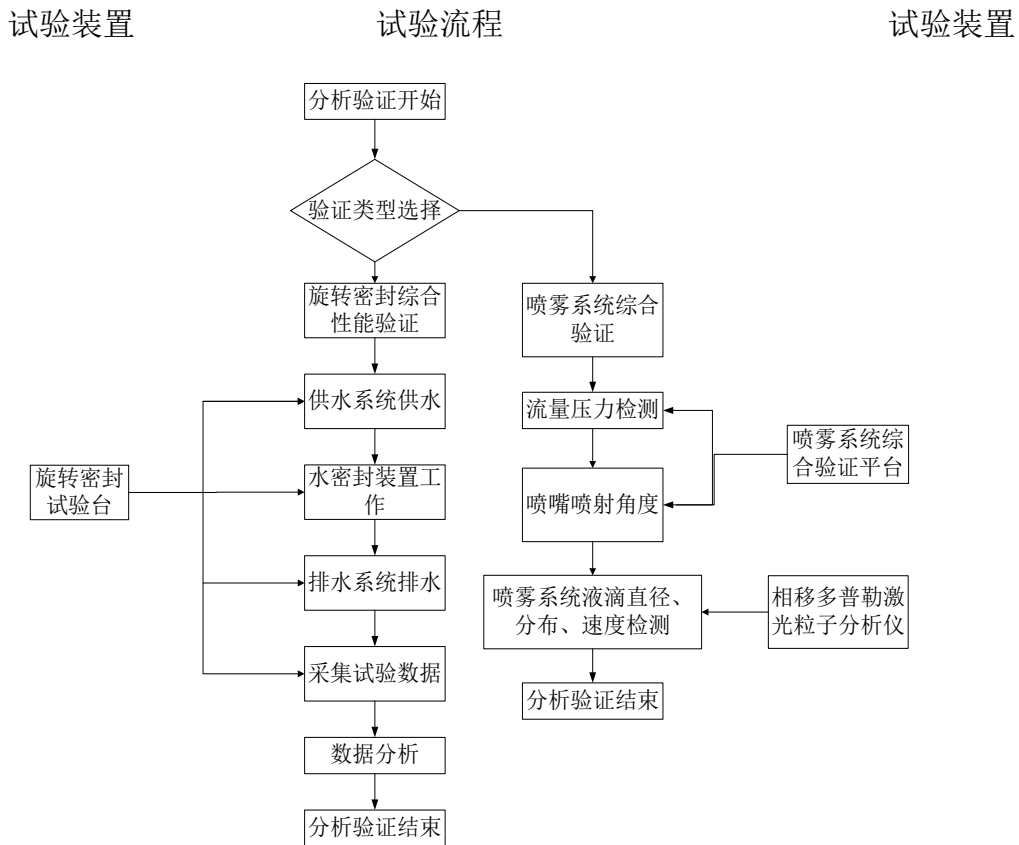 试验装置
试验流程
试验装置
分析验证开始
验证类型选择
旋转密封综合
性能验证
供水系统供水
水密封装置工
作
排水系统排水
采集试验数据
数据分析
分析验证结束
旋转密封
试验台
喷雾系统综合
验证
流量压力检测
喷嘴喷射角度
喷雾系统液滴直径、
分布、速度检测
分析验证结束
喷雾系统综
合验证平台
相移多普勒激
光粒子分析仪